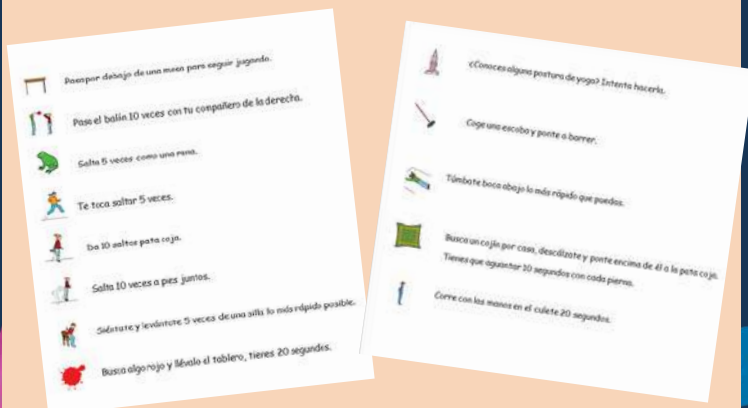 Pasa por debajo de una mesa para seguir jugando.
Pasa el balón 10 veces con tu compañero de la derecha.
Salta 5 veces como una rana.
Te toca saltar 5 veces.
Da 10 saltos pata coja.
Salta 10 veces a pies juntos.
Siéntate y levántate 5 veces de una silla lo más rápido posible.
Busca algo rojo y llévalo al tablero, tienes 20 segundos.
¿Conoces alguna postura de yoga? Intenta hacerla.
Coge una escoba y ponte a barrer.
Túmbate boca abajo lo más rápido que puedas.
Busca un cojín por casa, descálzate y ponte encima de él a la pata coja.
Tienes que aguantar 10 segundos con cada pierna.
Corre con las manos en el culete 20 segundos.